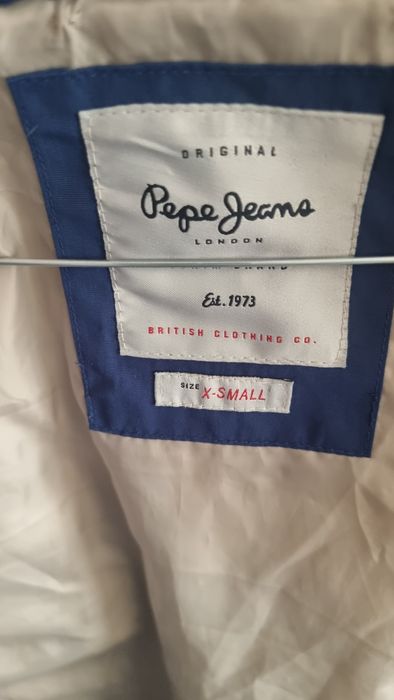 ORIGINAL
Pepe Jeans
LONDON
Est. 1973
BRITISH CLOTHING CO.
SIZE X-SMALL